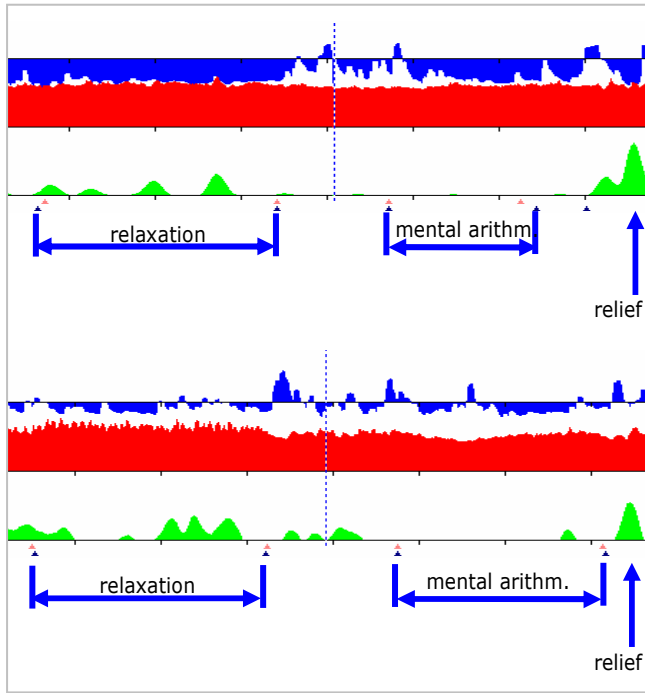 relaxation
mental arithm.
relief
relaxation
mental arithm.
relief